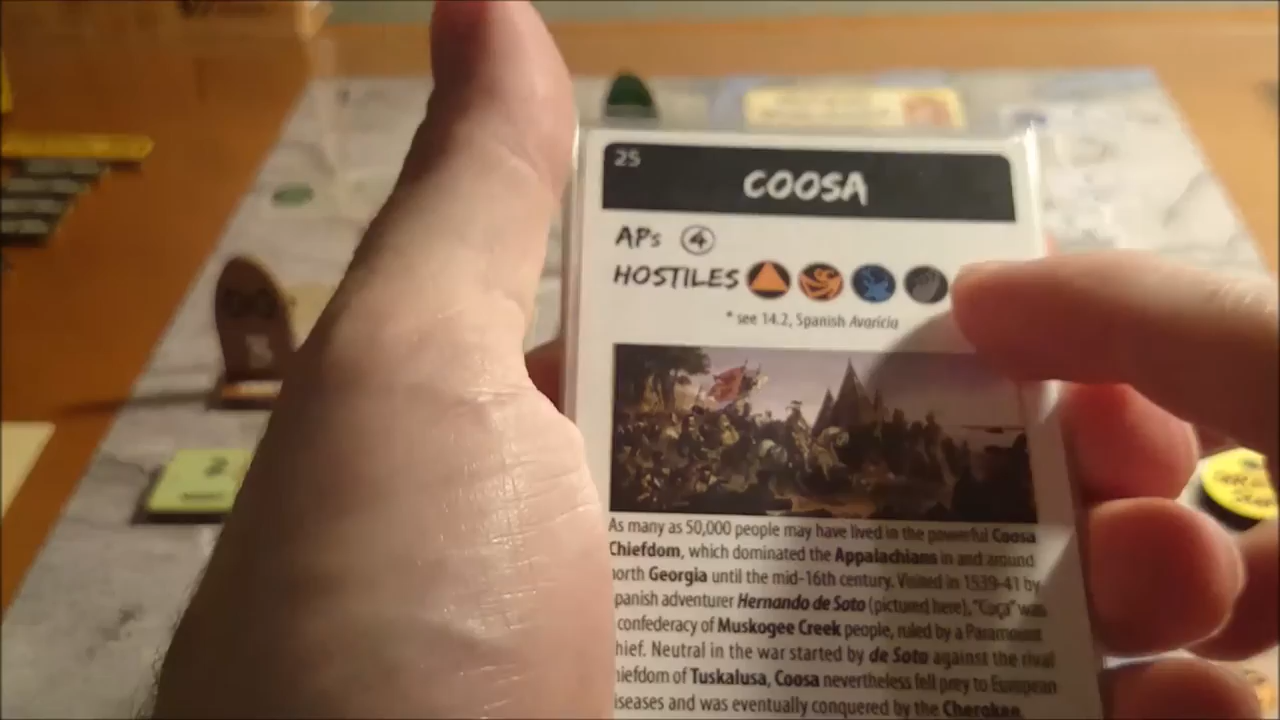 25
COOSA
APs 4
HOSTILES
* see 14.2, Spanish Avaricia
As many as 50,000 people may have lived in the powerful Coosa
Chiefdom, which dominated the Appalachians in and around
north Georgia until the mid-16th century. Visited in 1539-41 by
panish adventurer Hernando de Soto (pictured here), "Coça" was
confederacy of Muskogee Creek people, ruled by a Paramount
hief. Neutral in the war started by de Soto against the rival
hiefdom of Tuskalusa, Coosa nevertheless fell prey to European
iseases and was eventually conquered by the Cherokee.
2